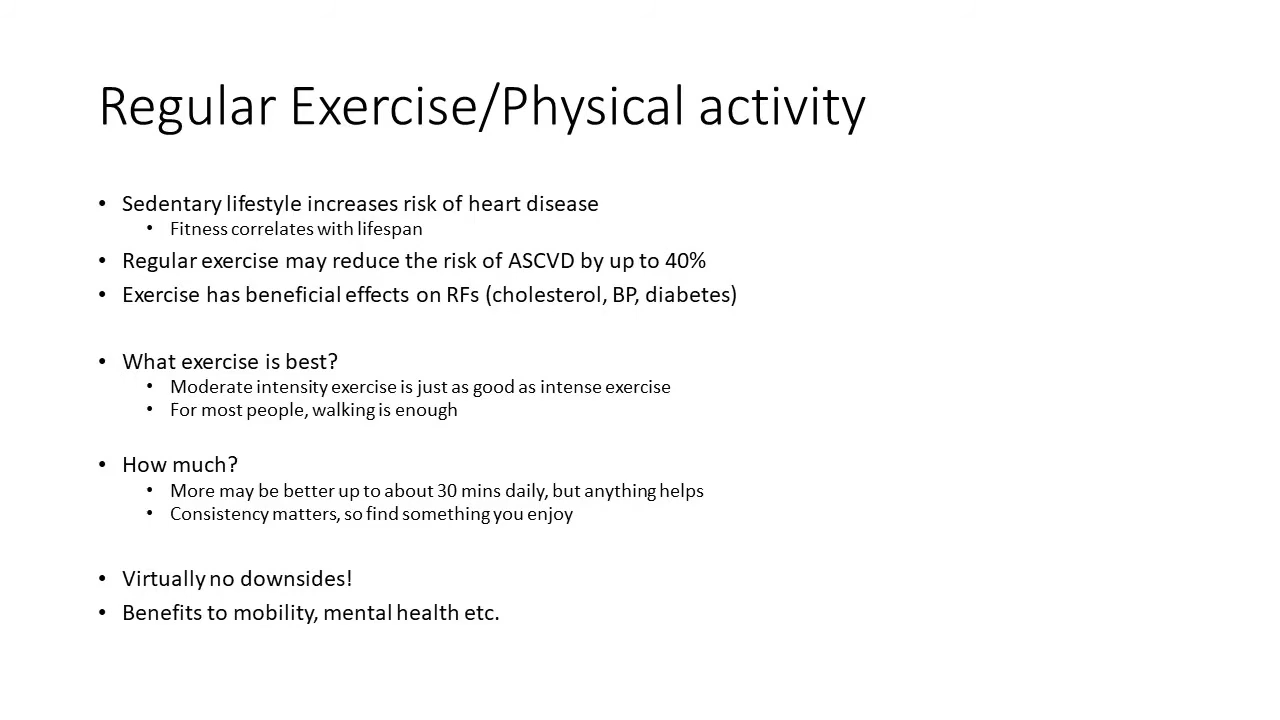 Regular Exercise/Physical activity
• Sedentary lifestyle increases risk of heart disease
• Fitness correlates with lifespan
• Regular exercise may reduce the risk of ASCVD by up to 40%
• Exercise has beneficial effects on RFs (cholesterol, BP, diabetes)
• What exercise is best?
• Moderate intensity exercise is just as good as intense exercise
• For most people, walking is enough
• How much?
• More may be better up to about 30 mins daily, but anything helps
• Consistency matters, so find something you enjoy
• Virtually no downsides!
• Benefits to mobility, mental health etc.